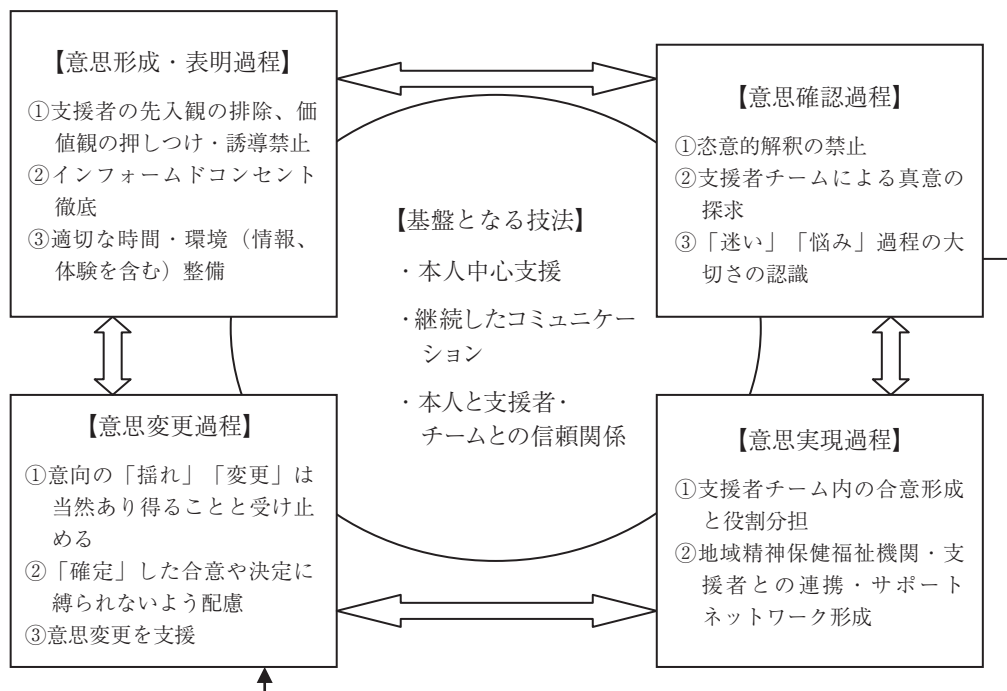 【意思形成・表明過程】
①支援者の先入観の排除、価
値観の押しつけ・誘導禁止
②インフォームドコンセント
徹底
③適切な時間・環境（情報、
体験を含む）整備
【意思確認過程】
①恣意的解釈の禁止
②支援者チームによる真意の
探求
③「迷い」「悩み」過程の大
切さの認識
【基盤となる技法】
・本人中心支援
・継続したコミュニケー
ション
・本人と支援者・
チームとの信頼関係
【意思変更過程】
①意向の「揺れ」「変更」は
当然あり得ることと受け止
める
②「確定」した合意や決定に
縛られないよう配慮
③意思変更を支援
【意思実現過程】
①支援者チーム内の合意形成
と役割分担
②地域精神保健福祉機関・支
援者との連携・サポート
ネットワーク形成